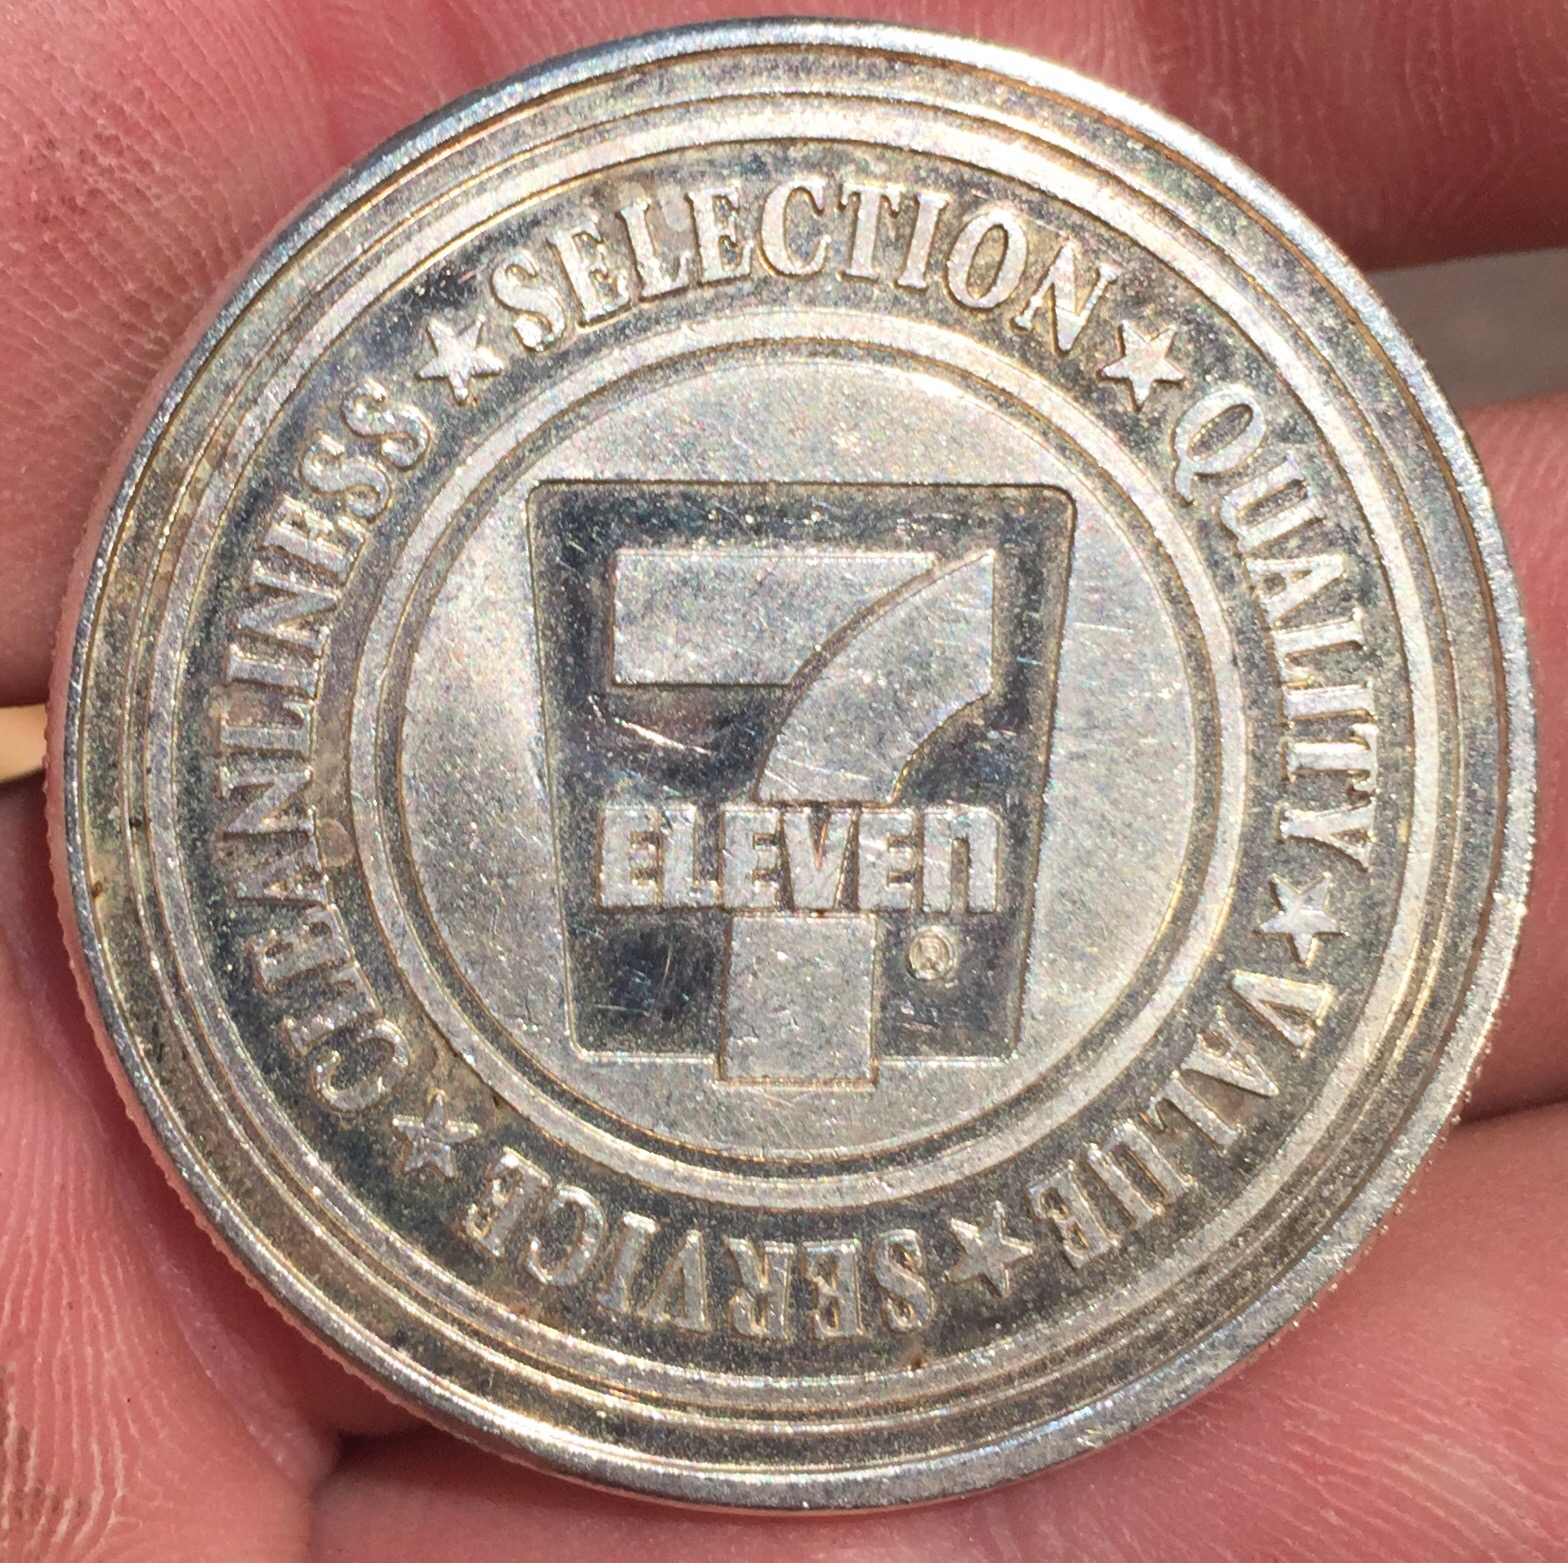 ★ SELECTION ★ QUALITY ★ VALUE ★ SERVICE ★ CLEANLINESS
7
ELEVEn
®